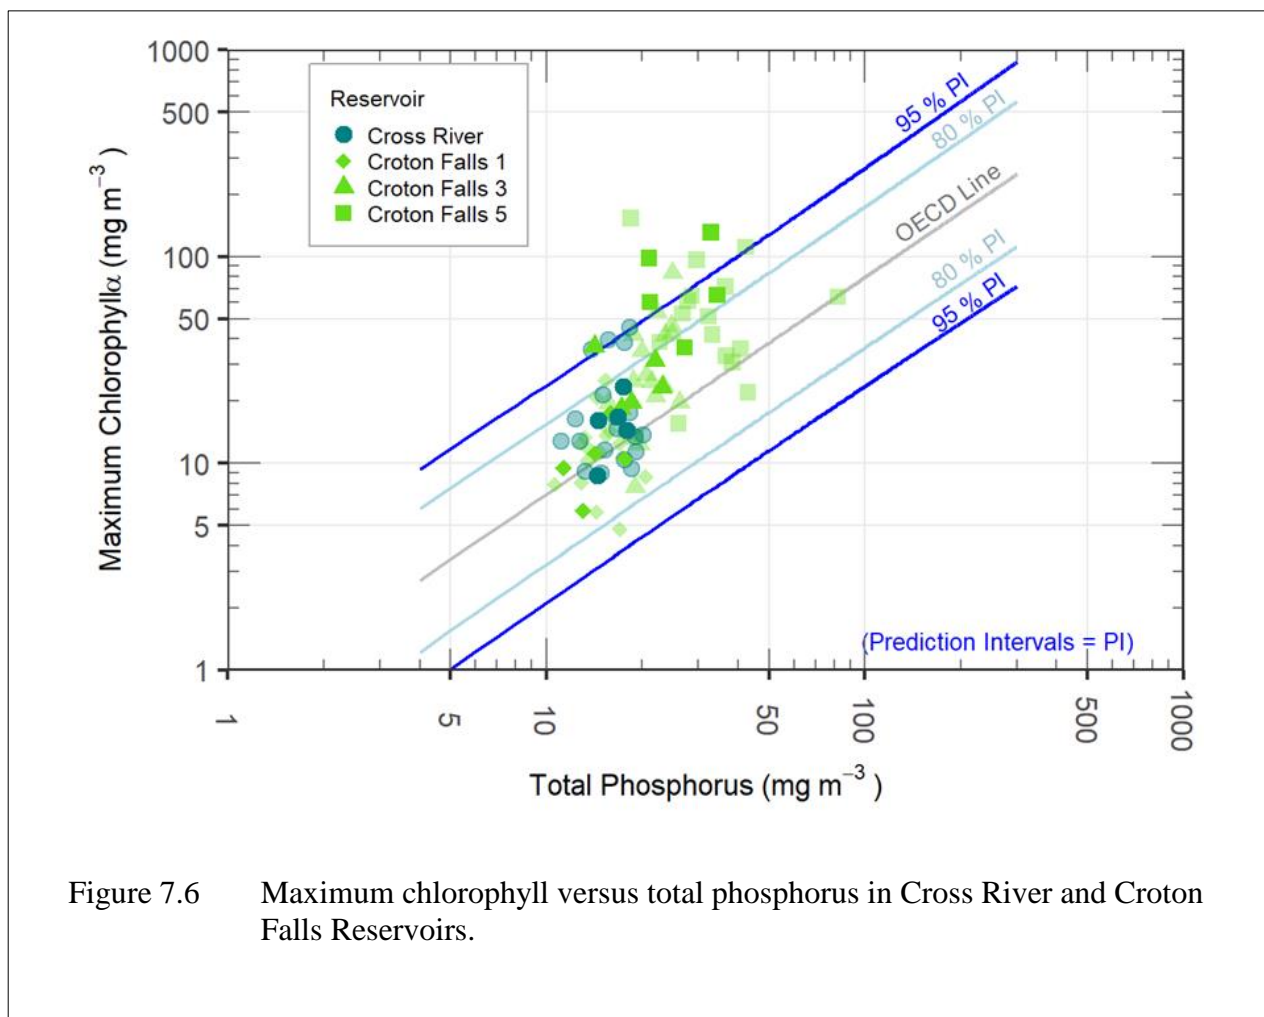 1000
500
100
50
10
5
1
Maximum Chlorophyllα (mg m⁻³)
Reservoir
Cross River
Croton Falls 1
Croton Falls 3
Croton Falls 5
95 % PI
80 % PI
OECD Line
80 % PI
95 % PI
(Prediction Intervals = PI)
1
5
10
50
100
500
1000
Total Phosphorus (mg m⁻³)
Figure 7.6 Maximum chlorophyll versus total phosphorus in Cross River and Croton
Falls Reservoirs.